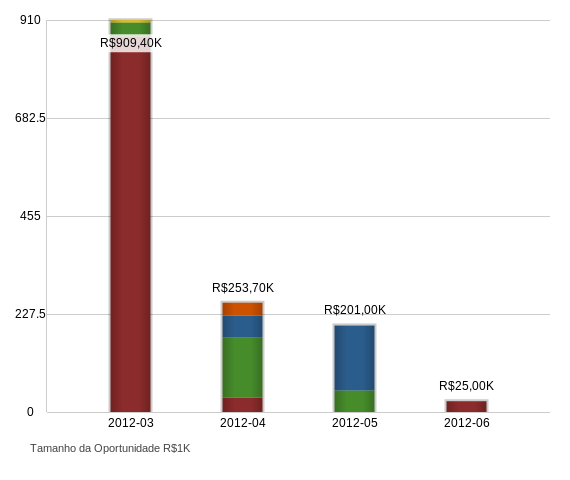 910
R$909,40K
682.5
455
R$253,70K
R$201,00K
227.5
R$25,00K
0
2012-03 2012-04 2012-05 2012-06
Tamanho da Oportunidade R$1K